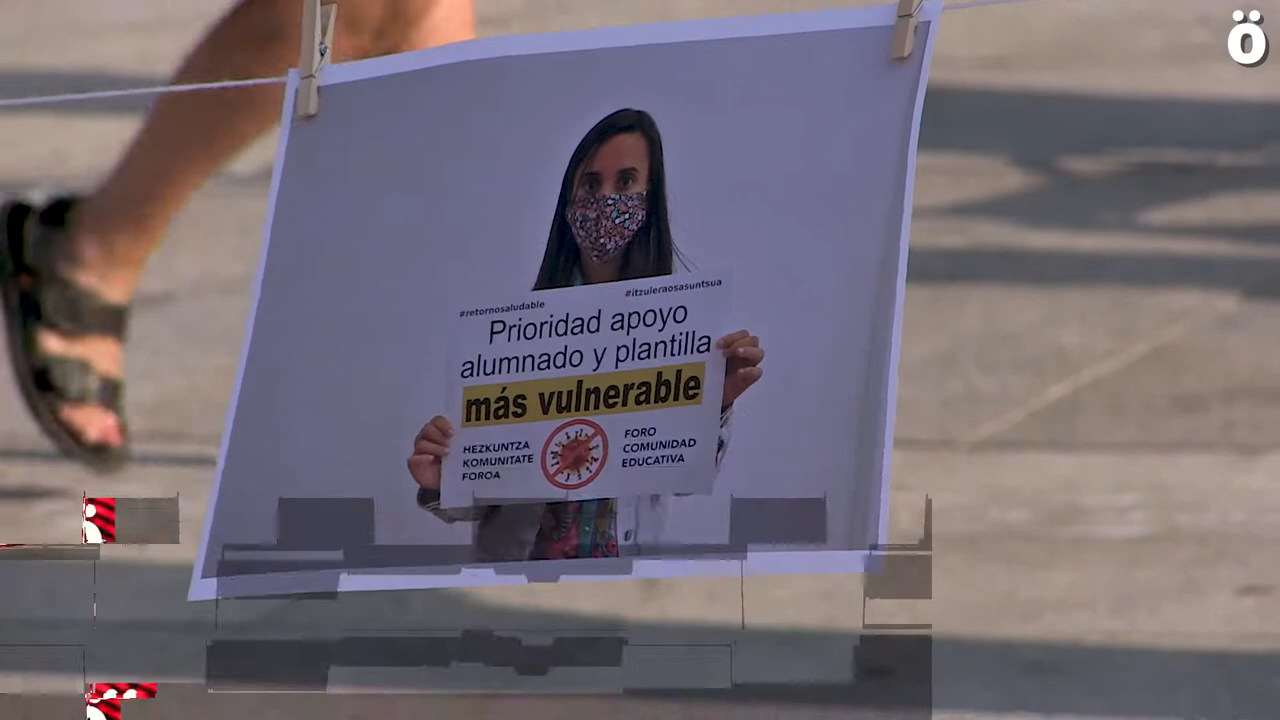 ö
#retornosaludable
#itzuleraosasuntsua
Prioridad apoyo
alumnado y plantilla
más vulnerable
HEZKUNTZA
KOMUNITATE
FOROA
FORO
COMUNIDAD
EDUCATIVA